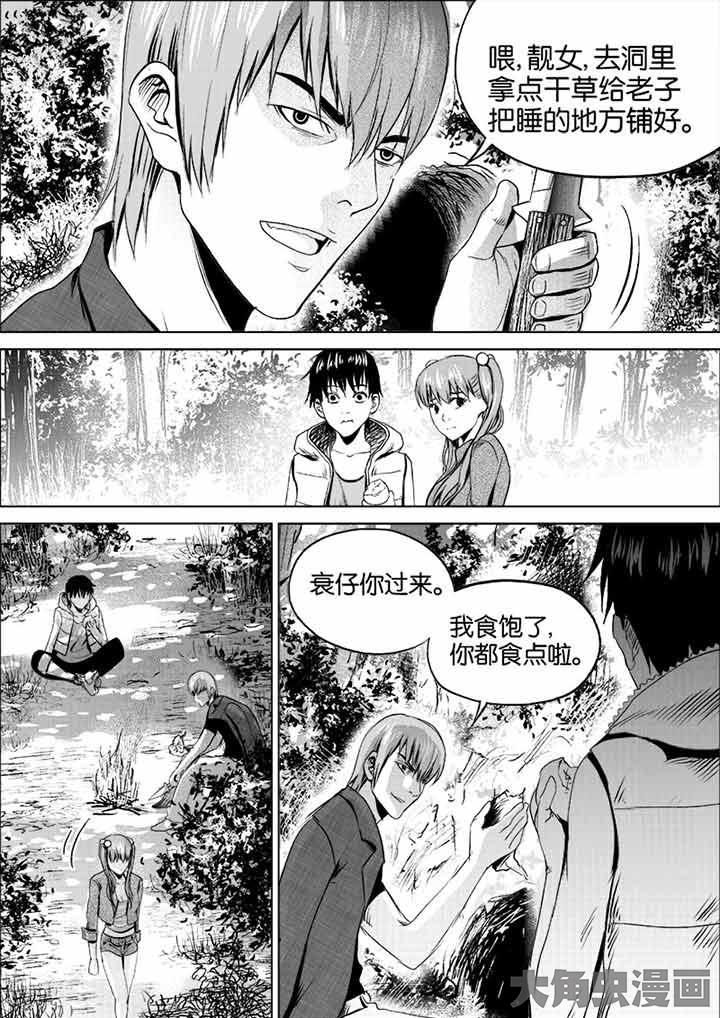 喂，靓女，去洞里
拿点干草给老子
把睡的地方铺好。
衰仔你过来。
我食饱了，
你都食点啦。
大角虫漫画